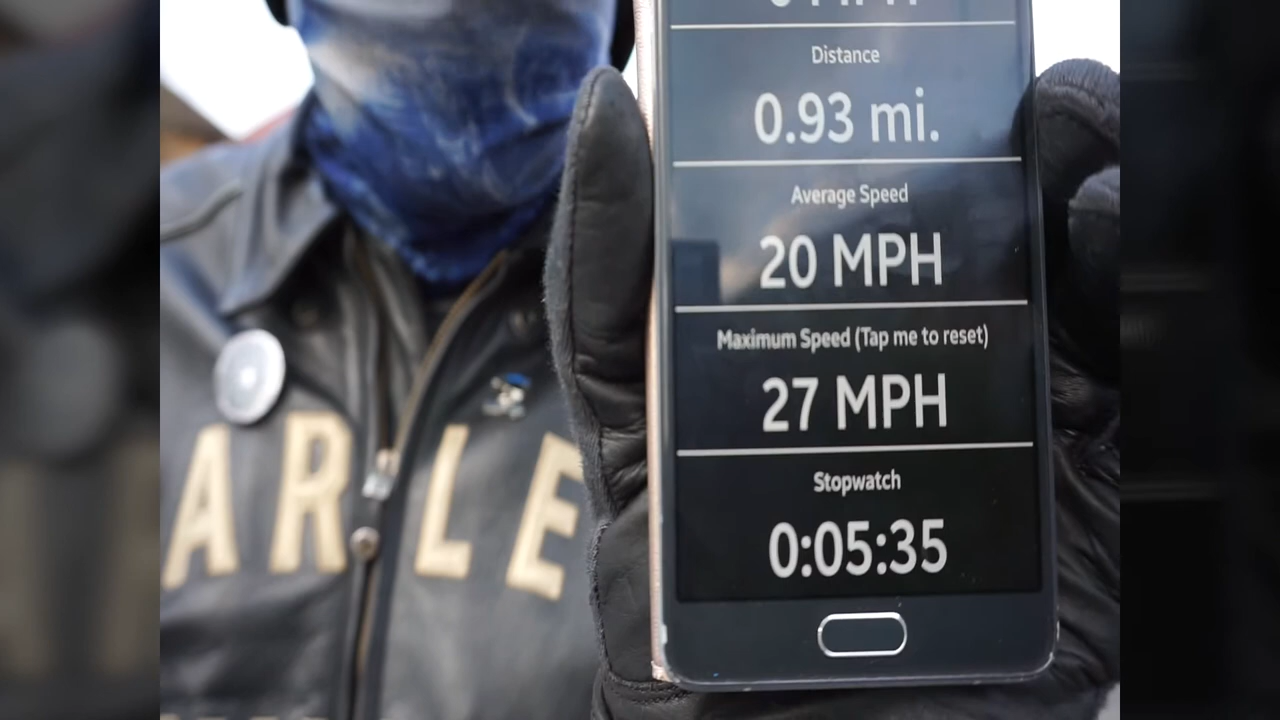 Distance
0.93 mi.
Average Speed
20 MPH
Maximum Speed (Tap me to reset)
27 MPH
Stopwatch
0:05:35
ARLE